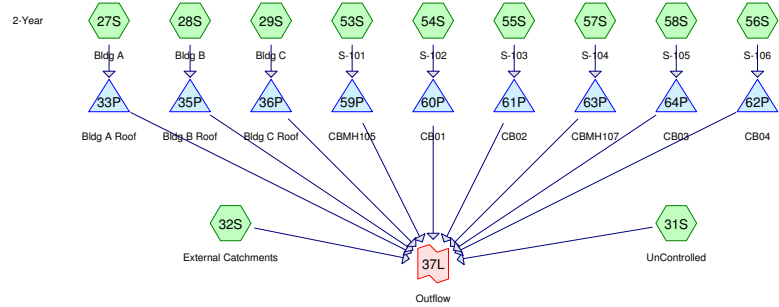 2-Year 27S 28S 29S 53S 54S 55S 57S 58S 56S
Bldg A Bldg B Bldg C S-101 S-102 S-103 S-104 S-105 S-106
33P 35P 36P 59P 60P 61P 63P 64P 62P
Bldg A Roof Bldg B Roof Bldg C Roof CBMH105 CB01 CB02 CBMH107 CB03 CB04
32S 31S
External Catchments UnControlled
37L
Outflow